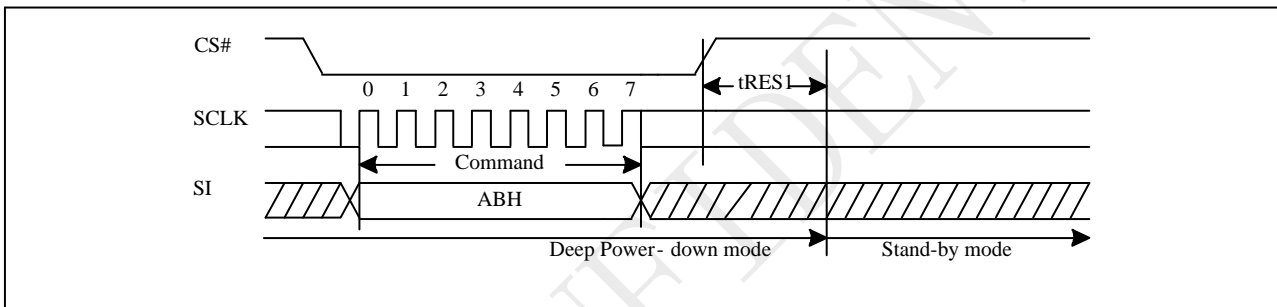 CS#
tRES1
0 1 2 3 4 5 6 7
SCLK
Command
SI
ABH
Deep Power- down mode Stand-by mode